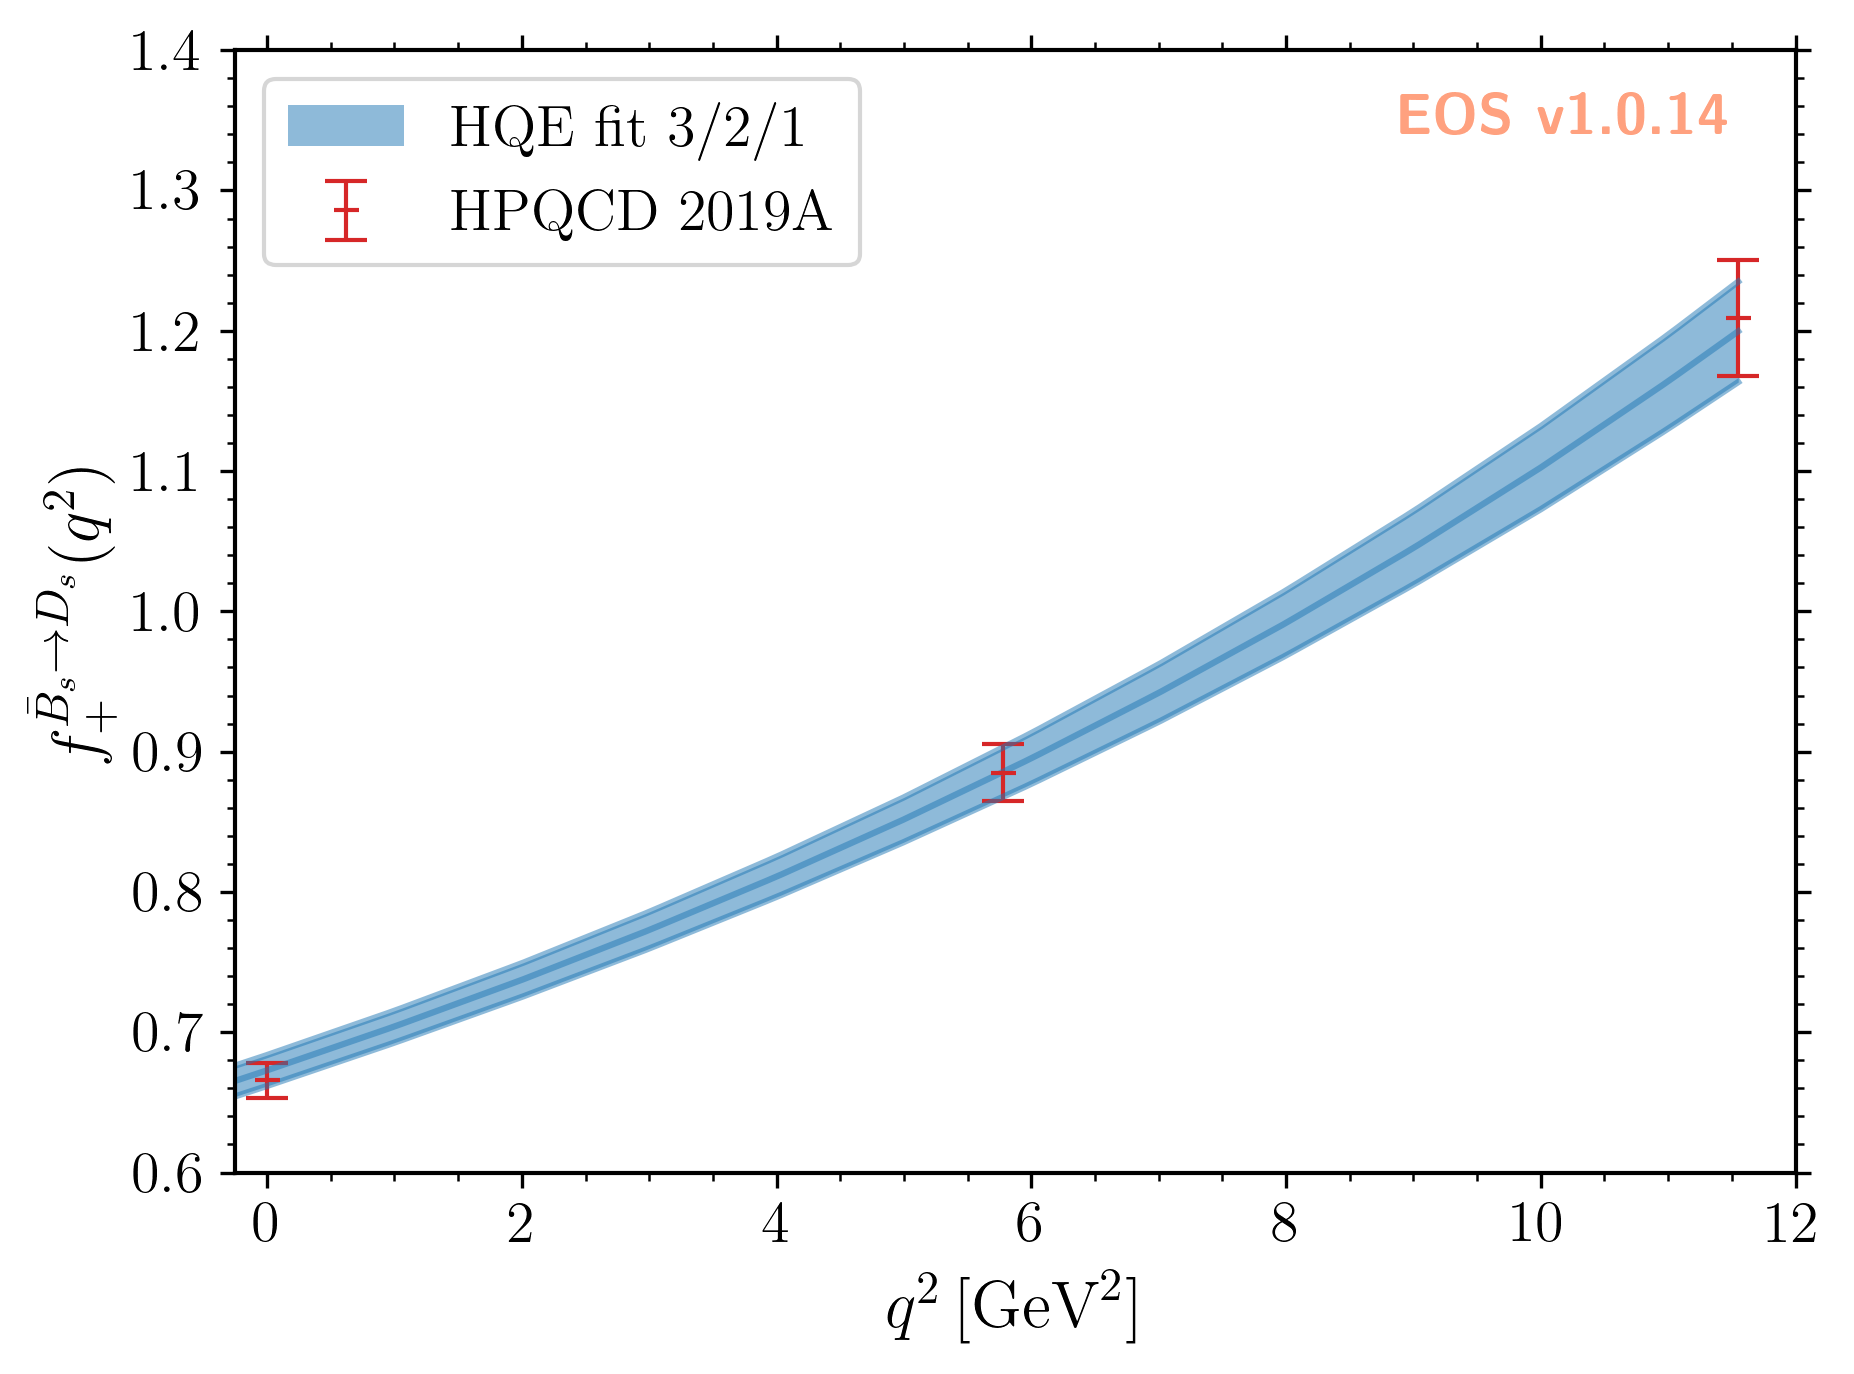 HQE fit 3/2/1
HPQCD 2019A
EOS v1.0.14
1.4
1.3
1.2
1.1
1.0
0.9
0.8
0.7
0.6
f₊^{B̄ₛ→Dₛ}(q²)
0 2 4 6 8 10 12
q² [GeV²]